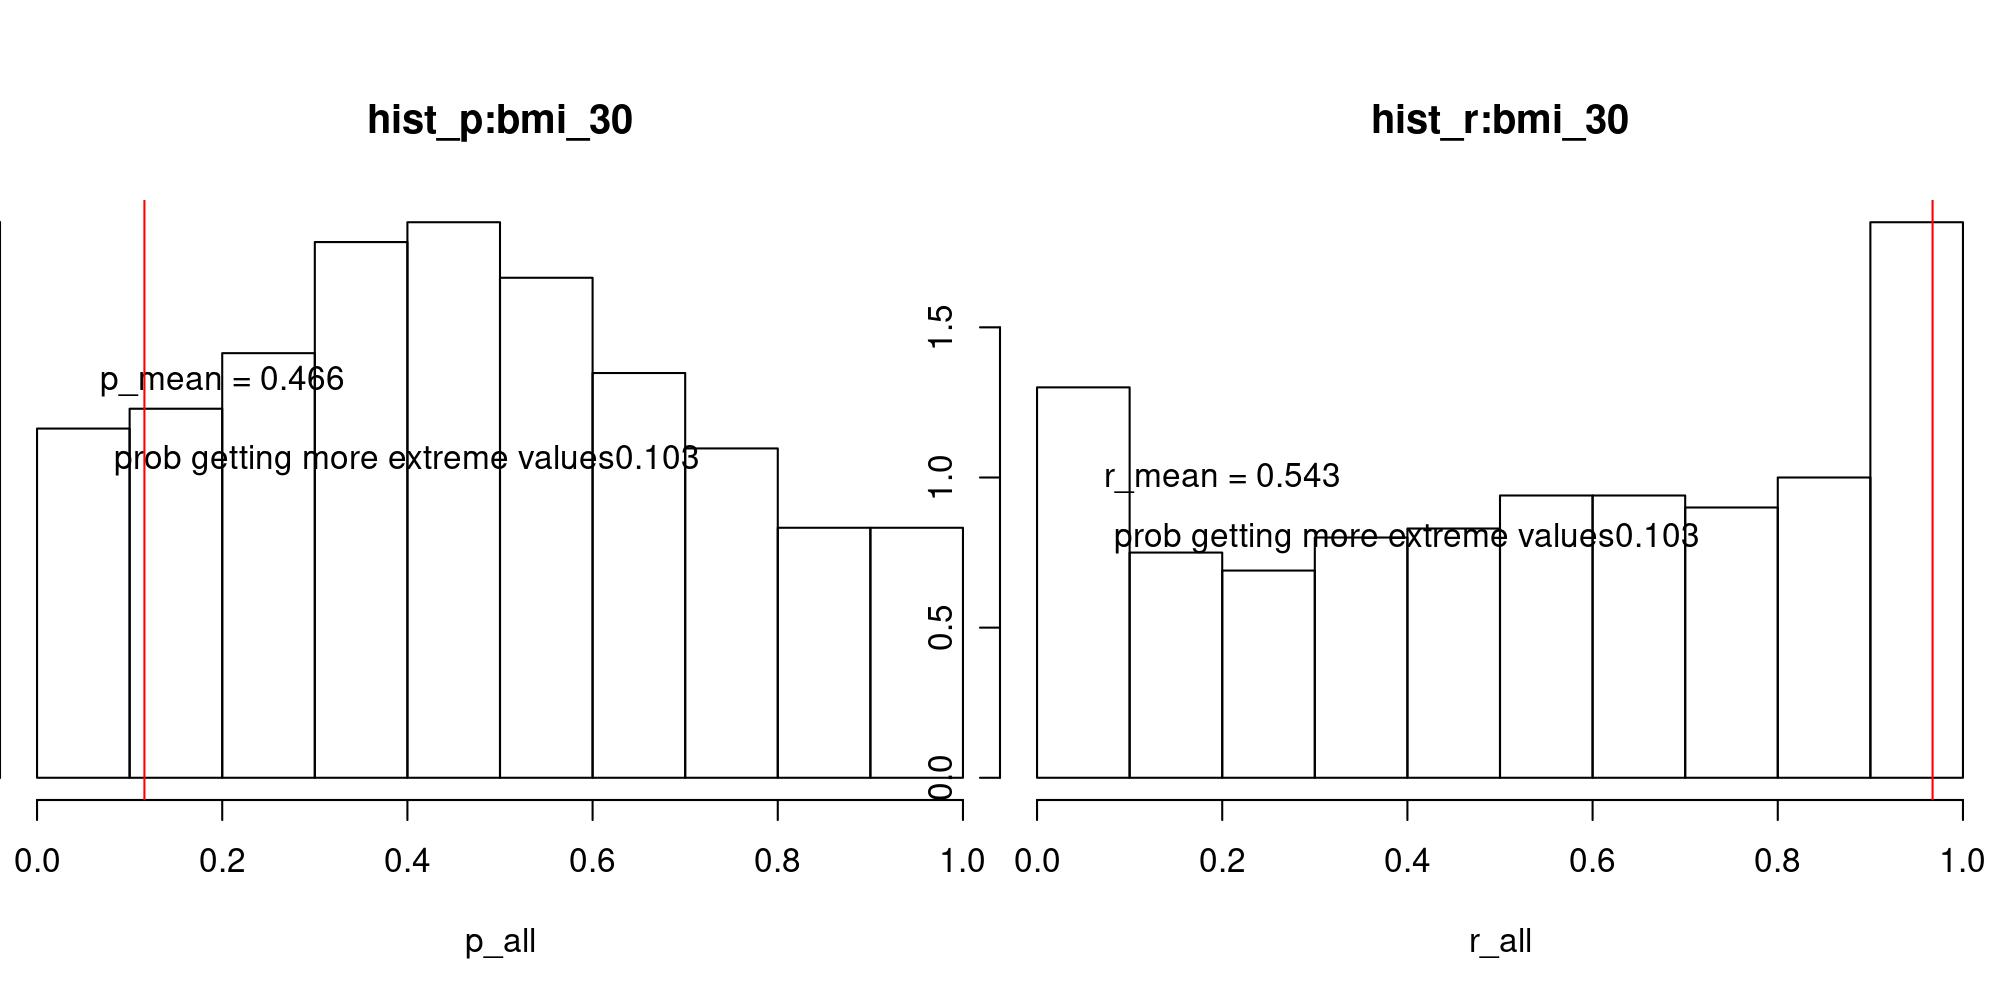 hist_p:bmi_30
p_mean = 0.466
prob getting more extreme values0.103
0.0 0.2 0.4 0.6 0.8 1.0
p_all
hist_r:bmi_30
1.5
1.0
0.5
0.0
r_mean = 0.543
prob getting more extreme values0.103
0.0 0.2 0.4 0.6 0.8 1.0
r_all